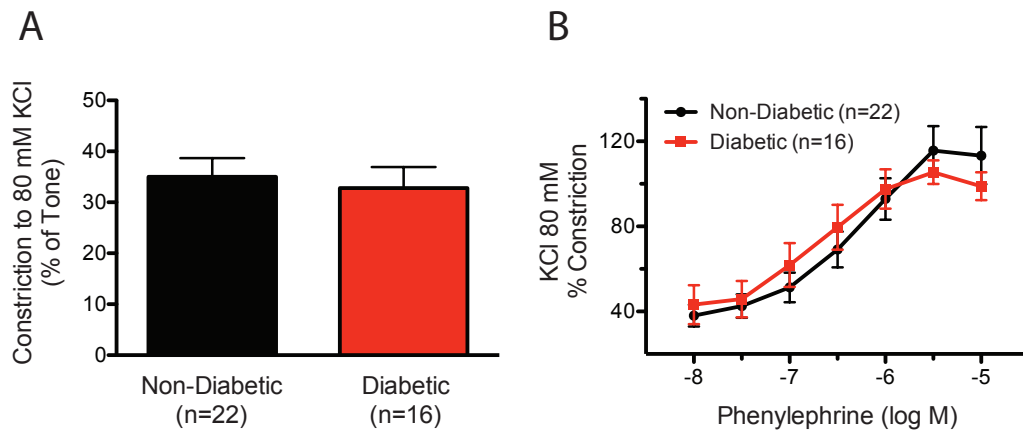 A
Constriction to 80 mM KCl
(% of Tone)
50
40
30
20
10
0
Non-Diabetic
(n=22)
Diabetic
(n=16)
B
KCl 80 mM
% Constriction
120
80
40
Non-Diabetic (n=22)
Diabetic (n=16)
-8
-7
-6
-5
Phenylephrine (log M)